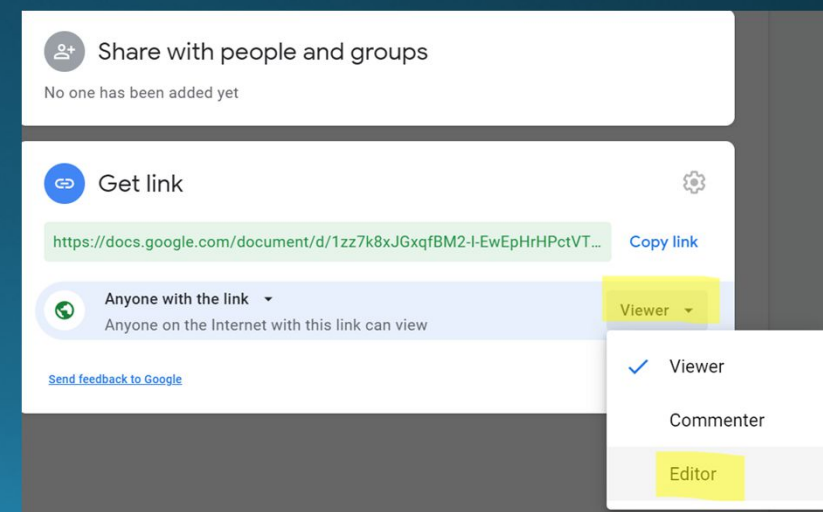 Share with people and groups
No one has been added yet
Get link
https://docs.google.com/document/d/1zz7k8xJGxqfBM2-I-EwEpHrHPctVT...
Copy link
Anyone with the link
Viewer
Anyone on the Internet with this link can view
Viewer
Send feedback to Google
Commenter
Editor